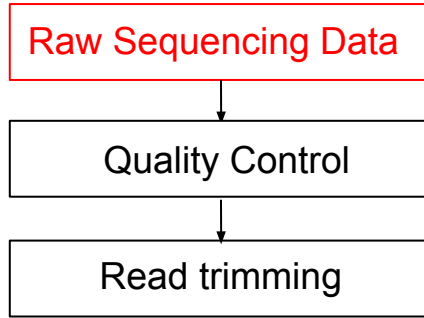 Raw Sequencing Data
Quality Control
Read trimming